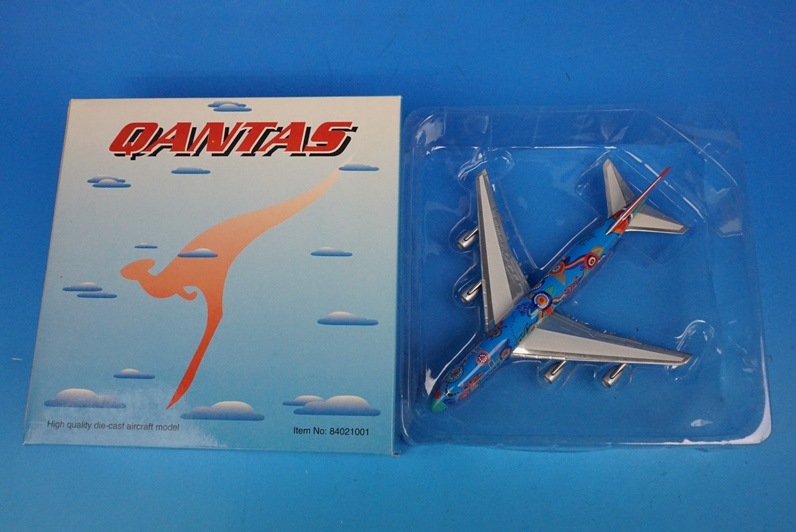 QANTAS
High quality die-cast aircraft model
Item No: 84021001